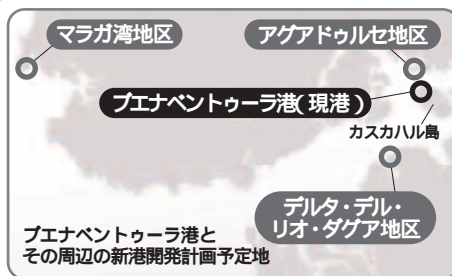 マラガ湾地区
アグアドゥルセ地区
ブエナベントゥーラ港(現港)
カスカハル島
デルタ・デル・
リオ・ダグア地区
ブエナベントゥーラ港と
その周辺の新港開発計画予定地